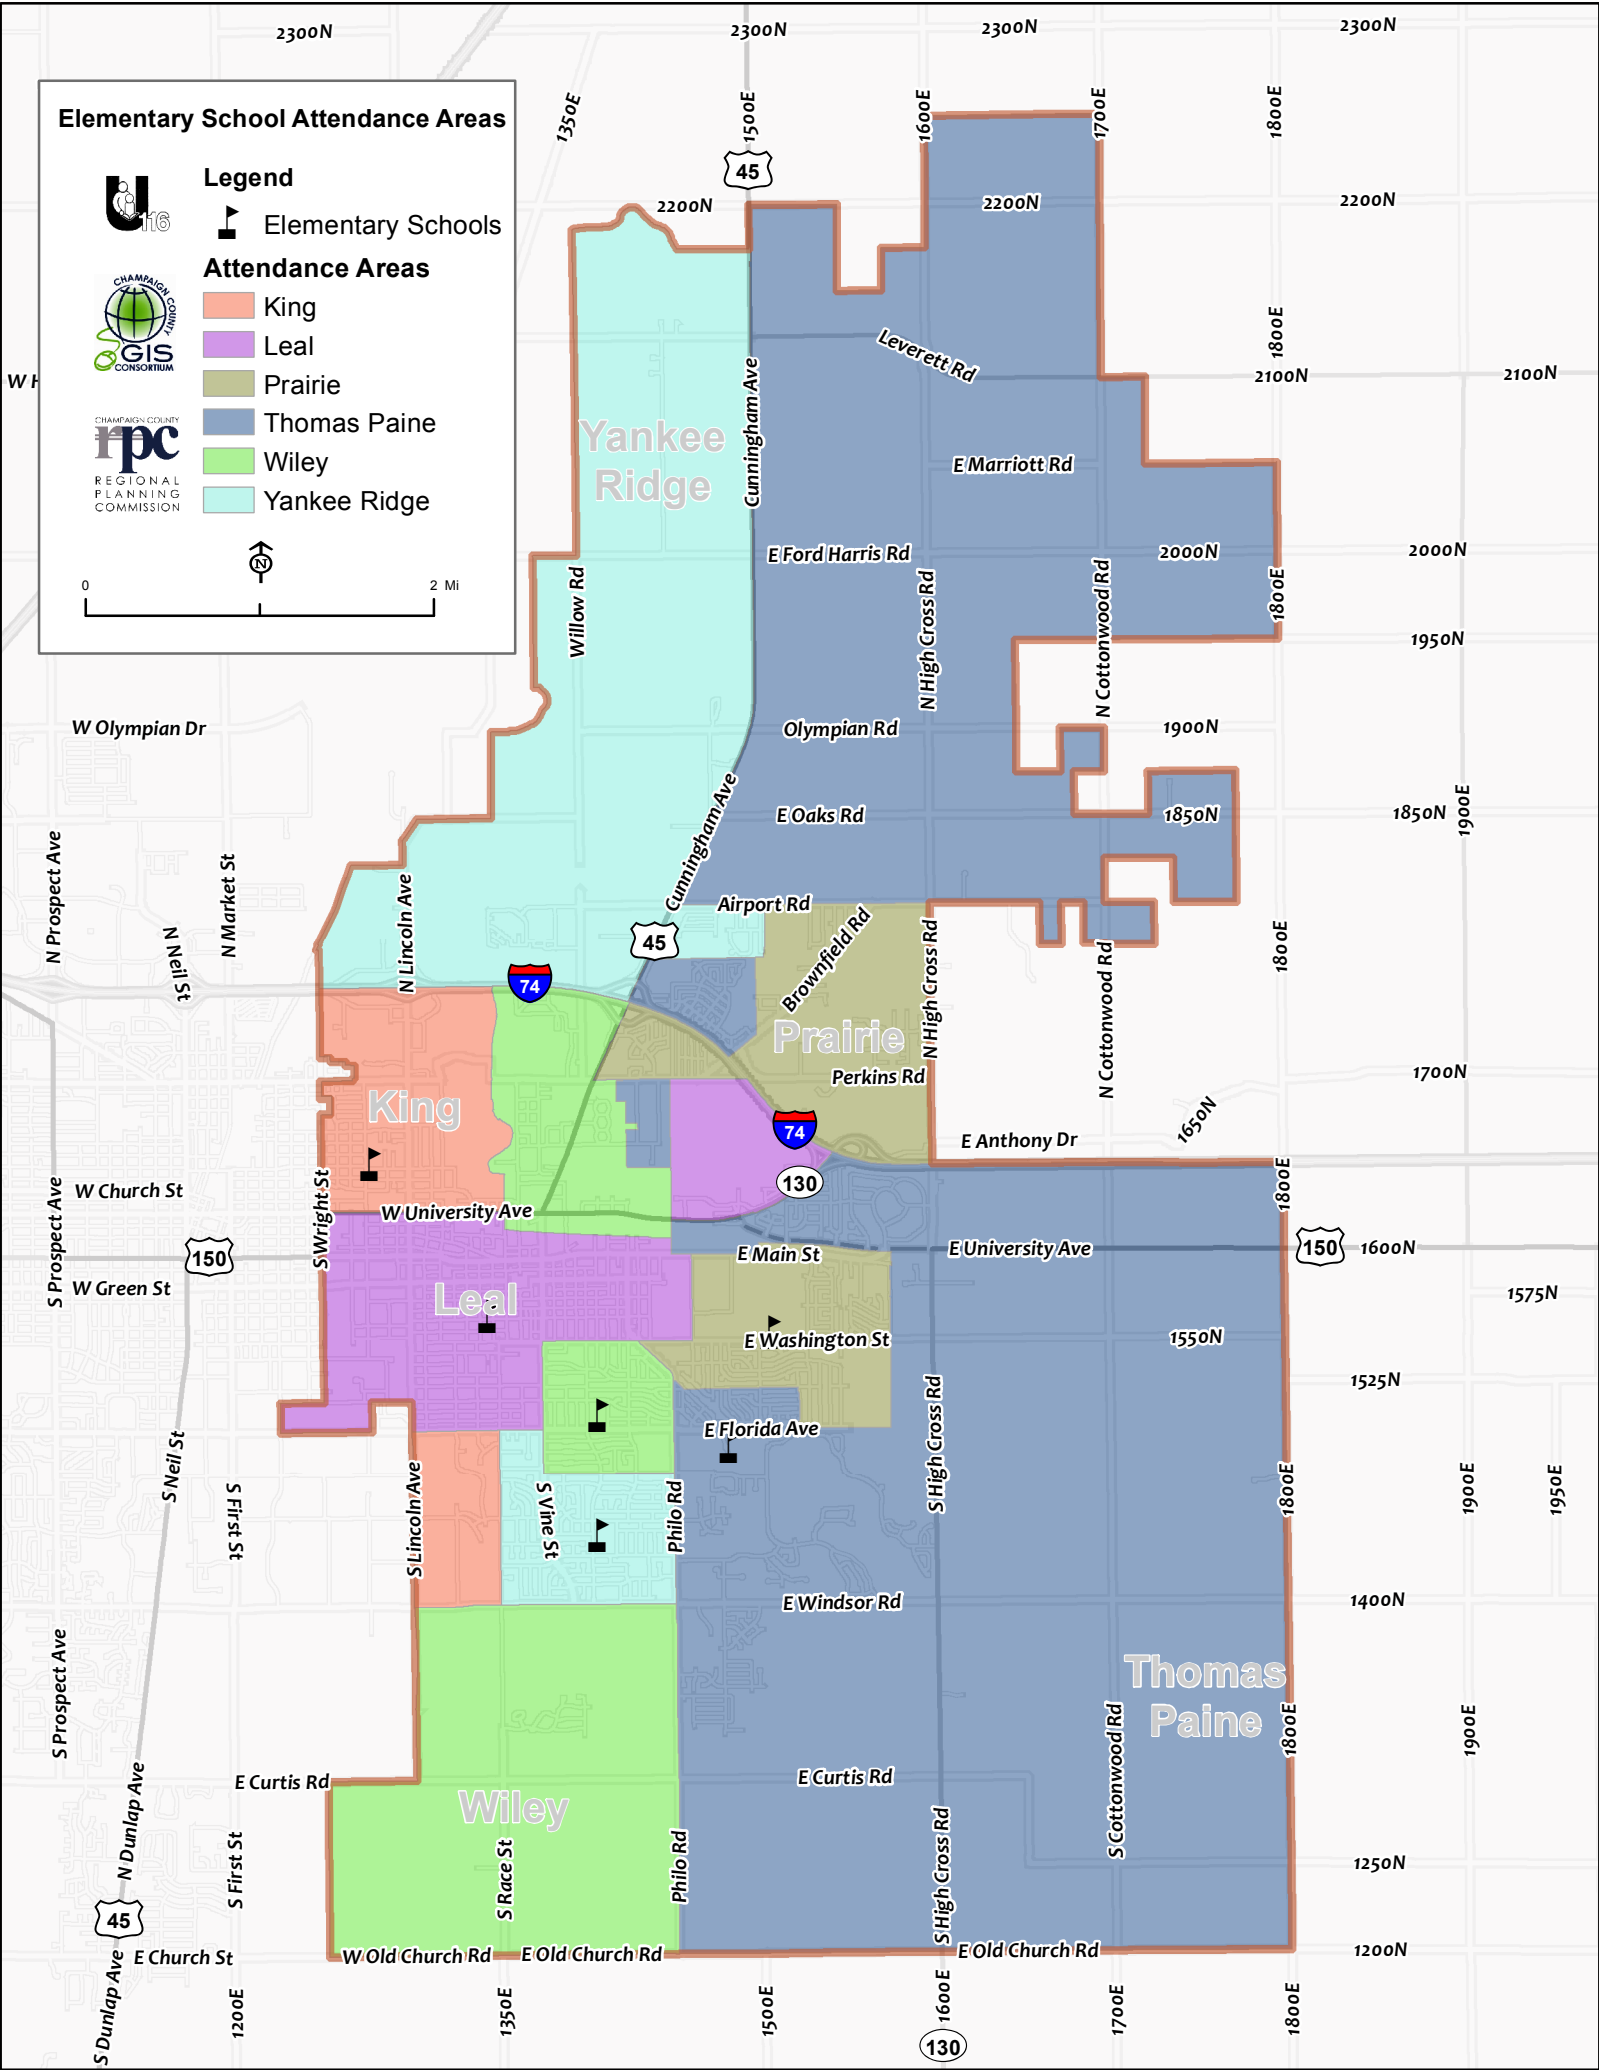 2300N
2300N
2300N
2300N
Elementary School Attendance Areas
Legend
U
116
Elementary Schools
Attendance Areas
CHAMPAIGN COUNTY
GIS
CONSORTIUM
King
Leal
Prairie
CHAMPAIGN COUNTY
rpc
REGIONAL
PLANNING
COMMISSION
Thomas Paine
Wiley
Yankee Ridge
N
0
2 Mi
1350E
1500E
1600E
1700E
1800E
45
2200N
2200N
2200N
1800E
Leverett Rd
W H
2100N
2100N
Cunningham Ave
Yankee
Ridge
E Marriott Rd
E Ford Harris Rd
2000N
2000N
Willow Rd
N High Cross Rd
N Cottonwood Rd
1800E
1950N
W Olympian Dr
Olympian Rd
1900N
Cunningham Ave
E Oaks Rd
1850N
1850N
1900E
N Prospect Ave
N Neil St
N Market St
N Lincoln Ave
Airport Rd
45
Brownfield Rd
N High Cross Rd
N Cottonwood Rd
1800E
74
Prairie
Perkins Rd
1700N
King
74
1650N
E Anthony Dr
130
S Prospect Ave
W Church St
S Wright St
W University Ave
1800E
150
E Main St
E University Ave
150
1600N
W Green St
Leal
1575N
E Washington St
1550N
1525N
S Neil St
S First St
S Lincoln Ave
S Vine St
Philo Rd
E Florida Ave
S High Cross Rd
1800E
1900E
1950E
E Windsor Rd
1400N
S Prospect Ave
Thomas
Paine
S Cottonwood Rd
1800E
1900E
E Curtis Rd
E Curtis Rd
N Dunlap Ave
Wiley
S First St
S Race St
Philo Rd
S High Cross Rd
1250N
45
S Dunlap Ave
E Church St
W Old Church Rd
E Old Church Rd
E Old Church Rd
1200N
1200E
1350E
1500E
1600E
1700E
1800E
130